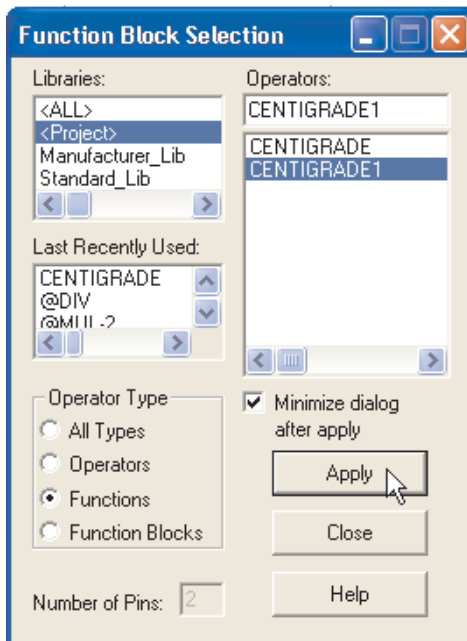 Function Block Selection
Libraries:
<ALL>
<Project>
Manufacturer_Lib
Standard_Lib
Last Recently Used:
CENTIGRADE
@DIV
@MUL-2
Operator Type
All Types
Operators
Functions
Function Blocks
Number of Pins: 2
Operators:
CENTIGRADE1
CENTIGRADE
CENTIGRADE1
Minimize dialog
after apply
Apply
Close
Help